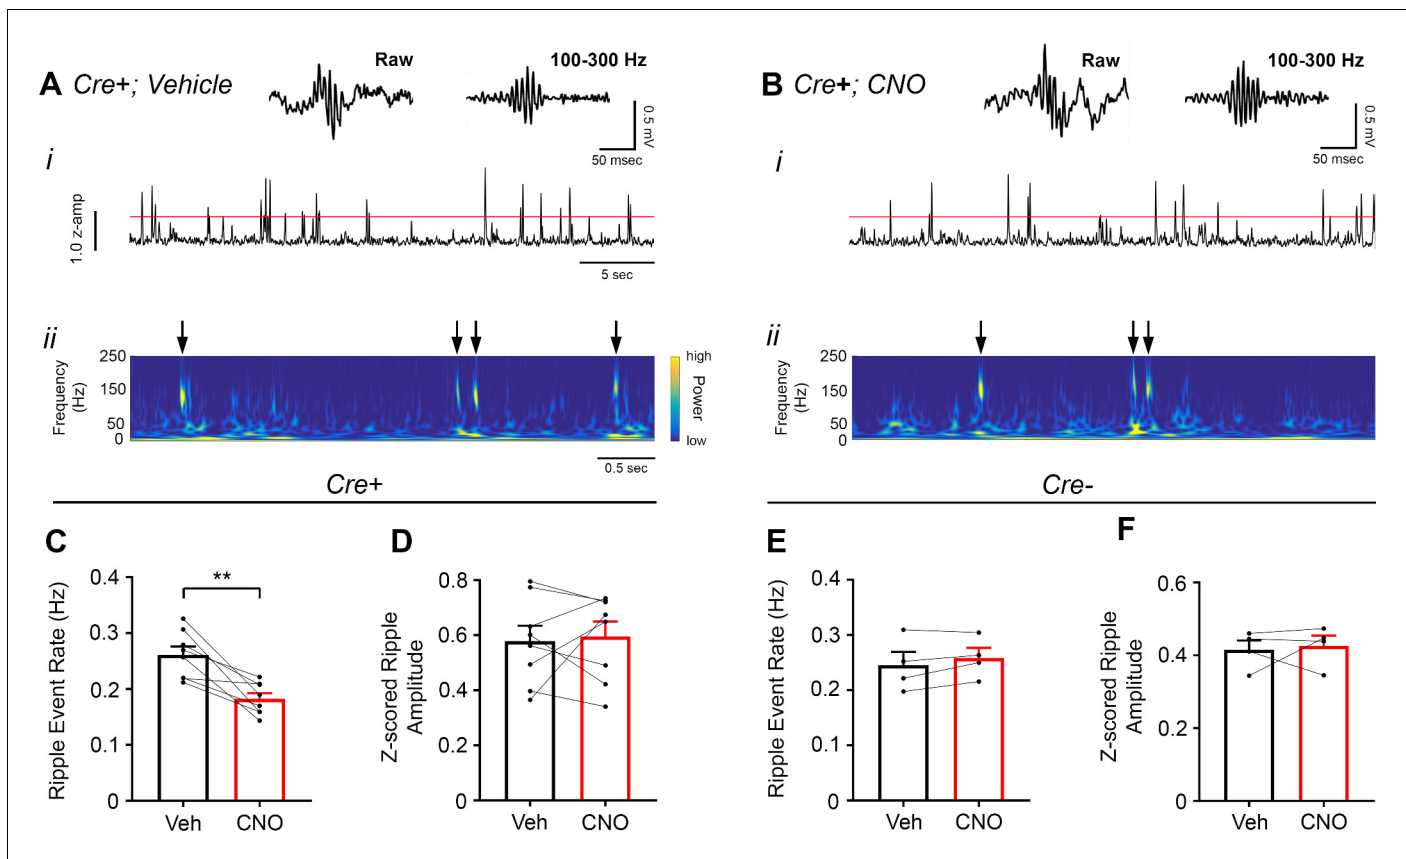 A Cre+; Vehicle
Raw
100-300 Hz
0.5 mV
50 msec
i
1.0 z-amp
5 sec
ii
Frequency
(Hz)
250
150
50
0
high
Power
low
0.5 sec
B Cre+; CNO
Raw
100-300 Hz
0.5 mV
50 msec
i
ii
Frequency
(Hz)
250
150
50
0
Cre+
Cre-
C
Ripple Event Rate (Hz)
0.4
0.3
0.2
0.1
0
**
Veh CNO
D
Z-scored Ripple
Amplitude
0.8
0.6
0.4
0.2
0
Veh CNO
E
Ripple Event Rate (Hz)
0.4
0.3
0.2
0.1
0
Veh CNO
F
Z-scored Ripple
Amplitude
0.6
0.4
0.2
0
Veh CNO